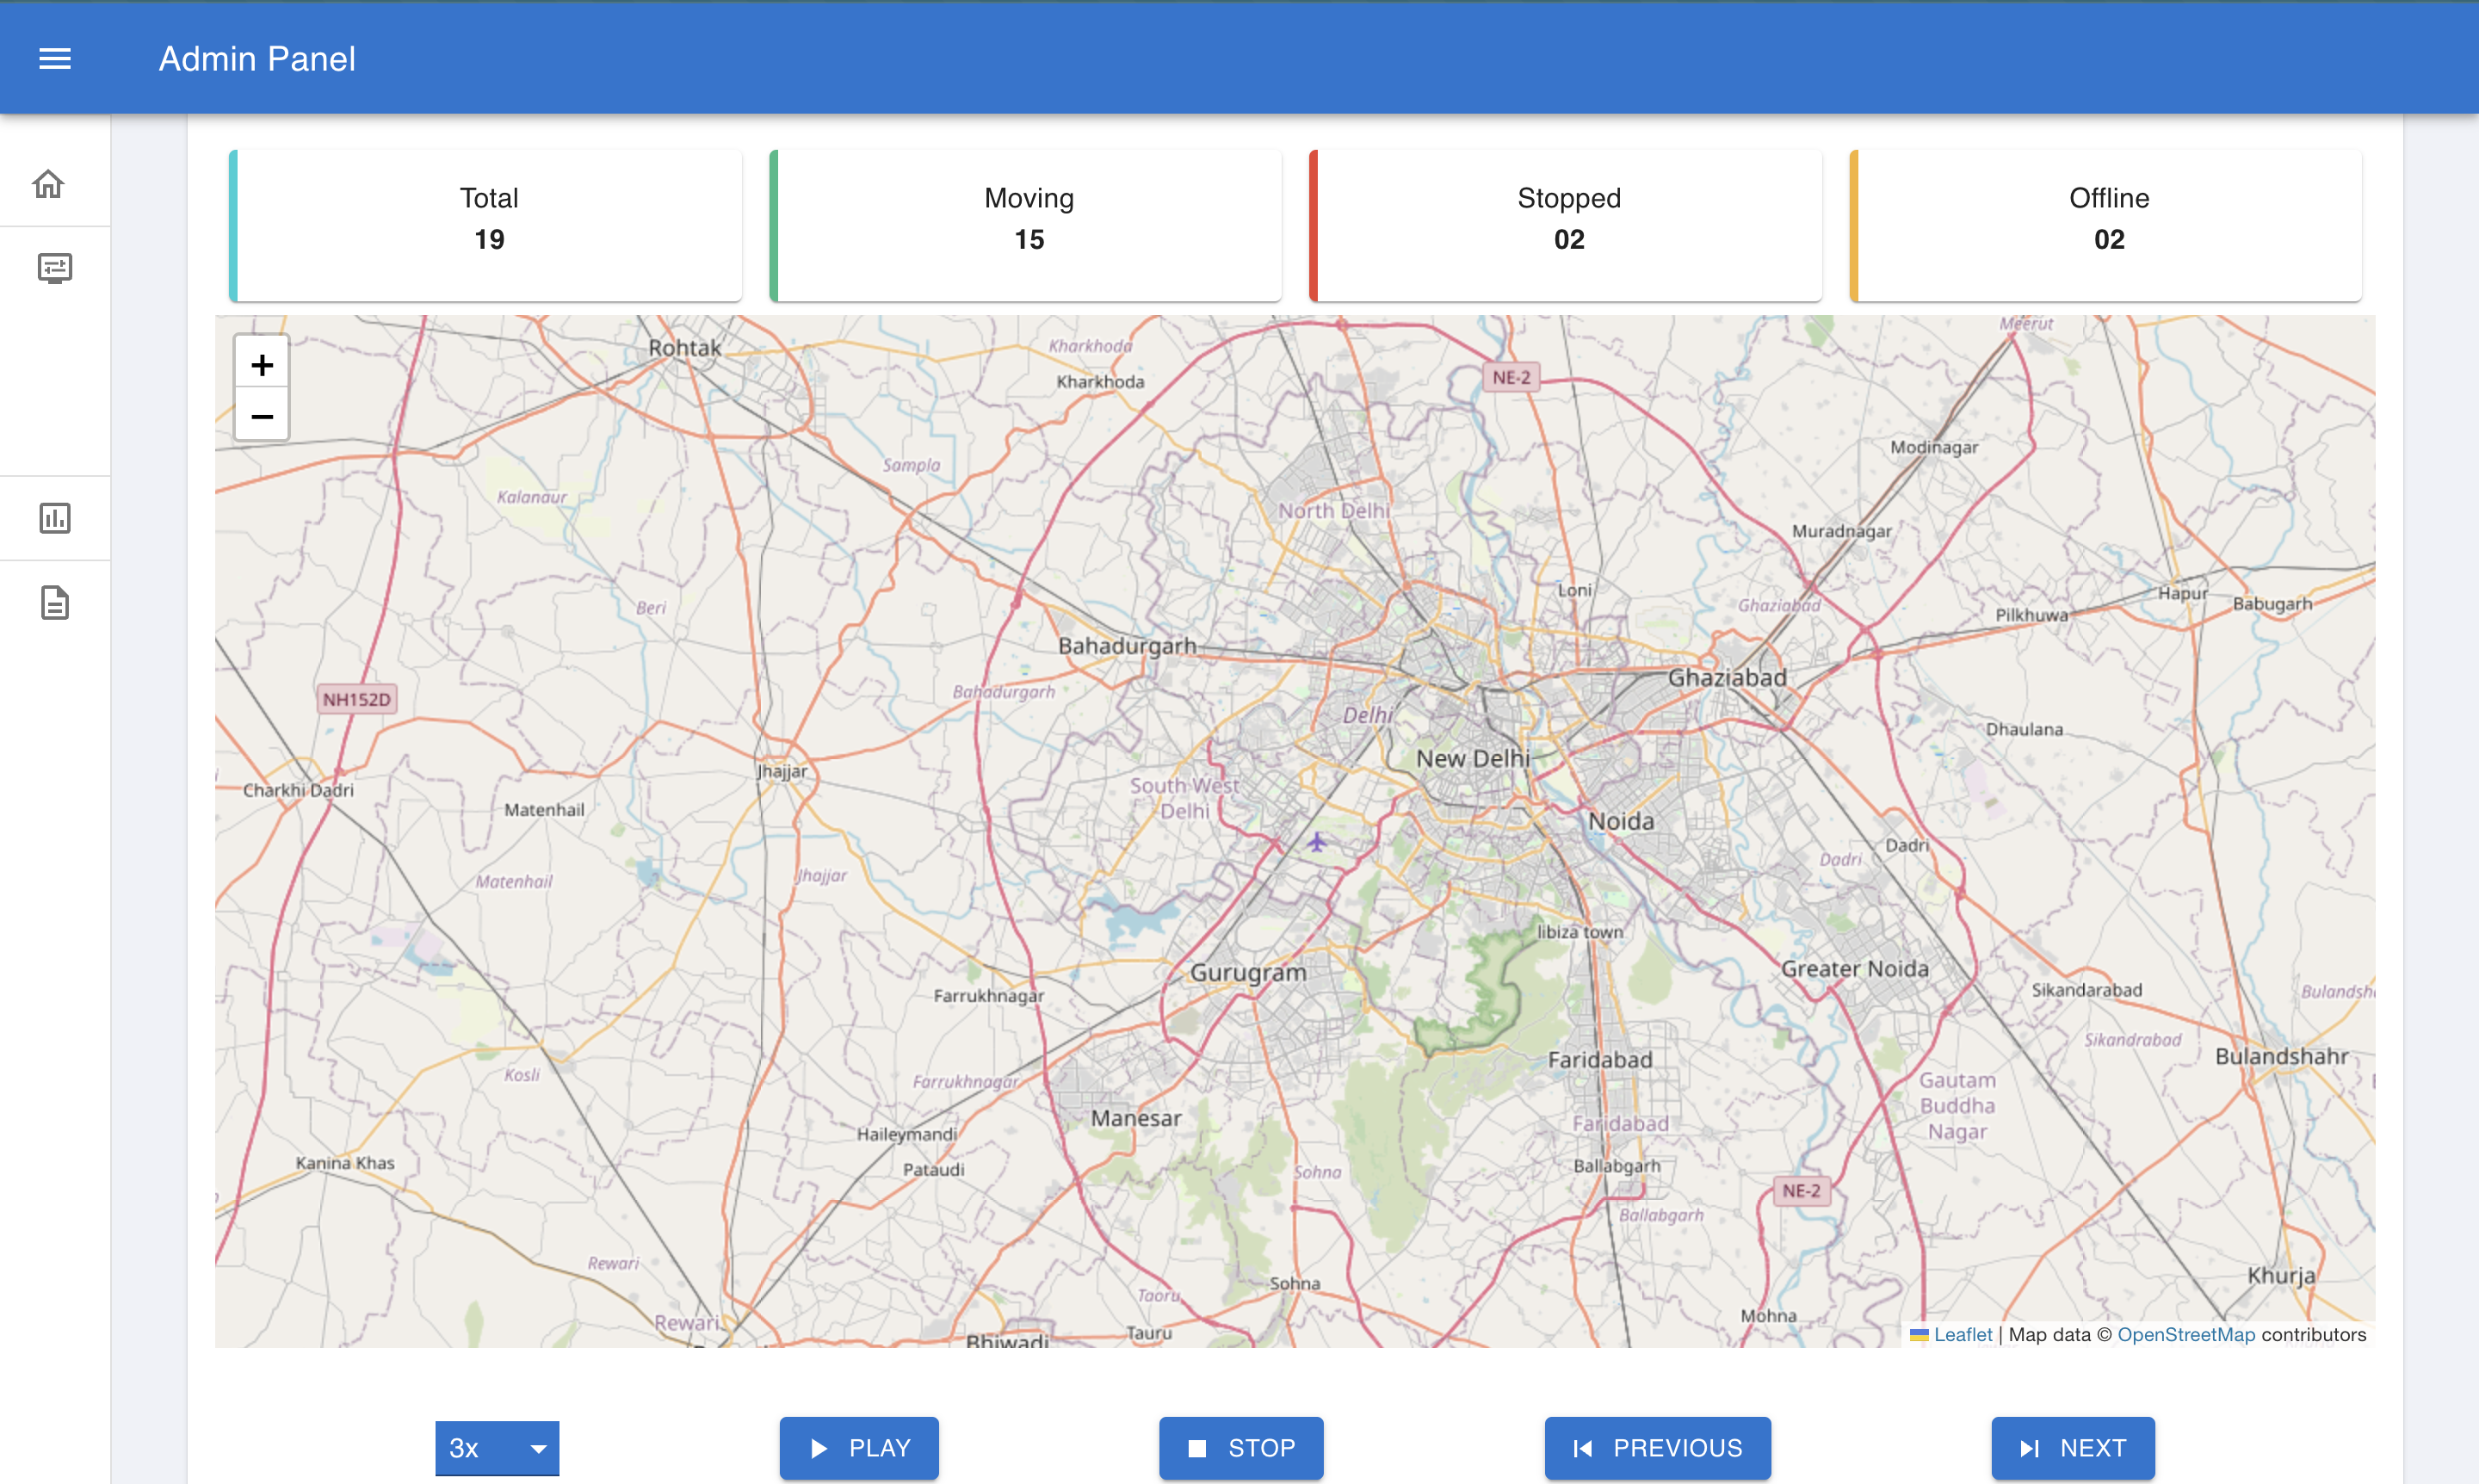 Admin Panel
Total
19
Moving
15
Stopped
02
Offline
02
+
−
Rohtak
Kharkhoda
Kharkhoda
NE-2
Meerut
Modinagar
Sampla
Kalanaur
North Delhi
Muradnagar
Loni
Beri
Ghaziabad
Hapur
Babugarh
Pilkhuwa
Bahadurgarh
Ghaziabad
Bahadurgarh
NH152D
Delhi
Dhaulana
New Delhi
Jhajjar
Charkhi Dadri
Matenhail
South West
Delhi
Noida
Dadri
Dadri
Jhajjar
Matenhail
libiza town
Gurugram
Greater Noida
Farrukhnagar
Sikandarabad
Sikandrabad
Bulandshahr
Faridabad
Kosli
Farrukhnagar
Gautam
Buddha
Nagar
Manesar
Faridabad
Haileymandi
Kanina Khas
Pataudi
Sohna
Ballabgarh
NE-2
Ballabgarh
Rewari
Sohna
Khurja
Taoru
Mohna
Rewari
Tauru
Bhiwadi
Leaflet | Map data © OpenStreetMap contributors
3x
PLAY
STOP
PREVIOUS
NEXT